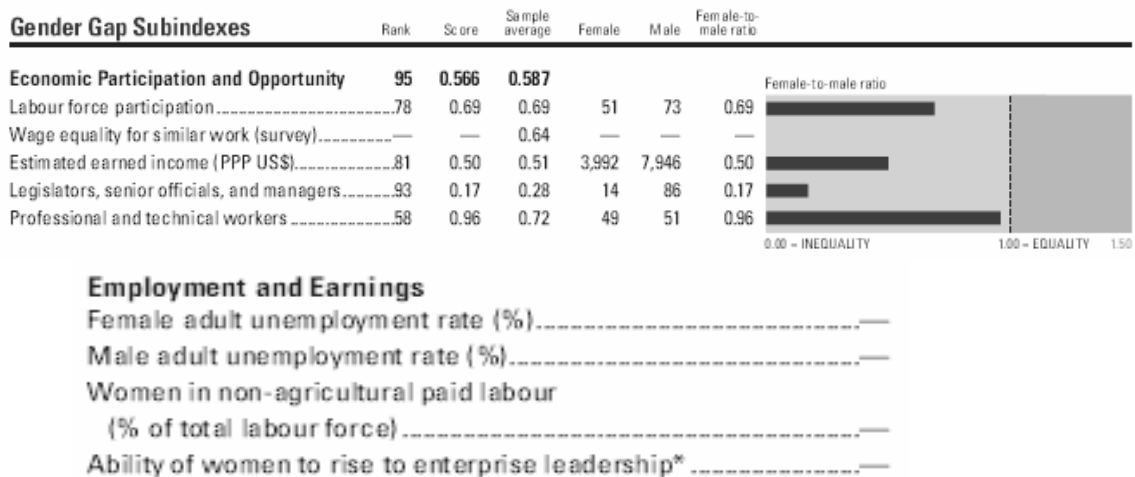 Gender Gap Subindexes Rank Score Sample average Female Male Female-to-male ratio
Economic Participation and Opportunity 95 0.566 0.587
Female-to-male ratio
Labour force participation 78 0.69 0.69 51 73 0.69
Wage equality for similar work (survey) — — 0.64 — — —
Estimated earned income (PPP US$) 81 0.50 0.51 3,992 7,946 0.50
Legislators, senior officials, and managers 93 0.17 0.28 14 86 0.17
Professional and technical workers 58 0.96 0.72 49 51 0.96
0.00 = INEQUALITY 1.00 = EQUALITY 1.50
Employment and Earnings
Female adult unemployment rate (%) —
Male adult unemployment rate (%) —
Women in non-agricultural paid labour
(% of total labour force) —
Ability of women to rise to enterprise leadership* —